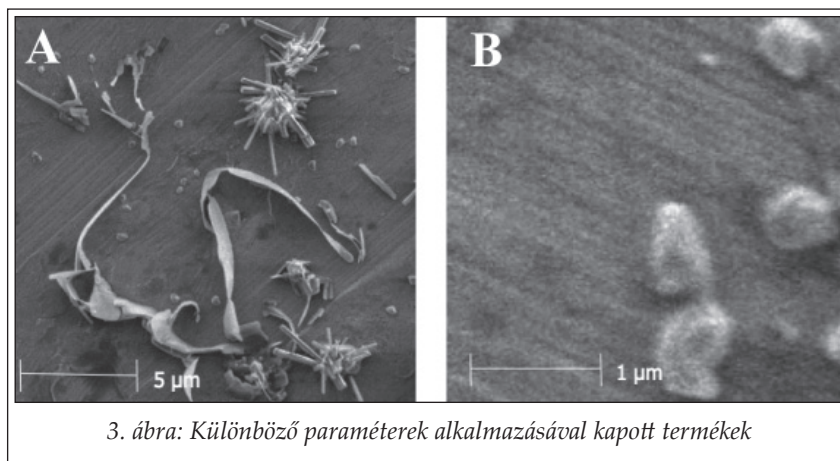 A
B
5 µm
1 µm
3. ábra: Különböző paraméterek alkalmazásával kapott termékek